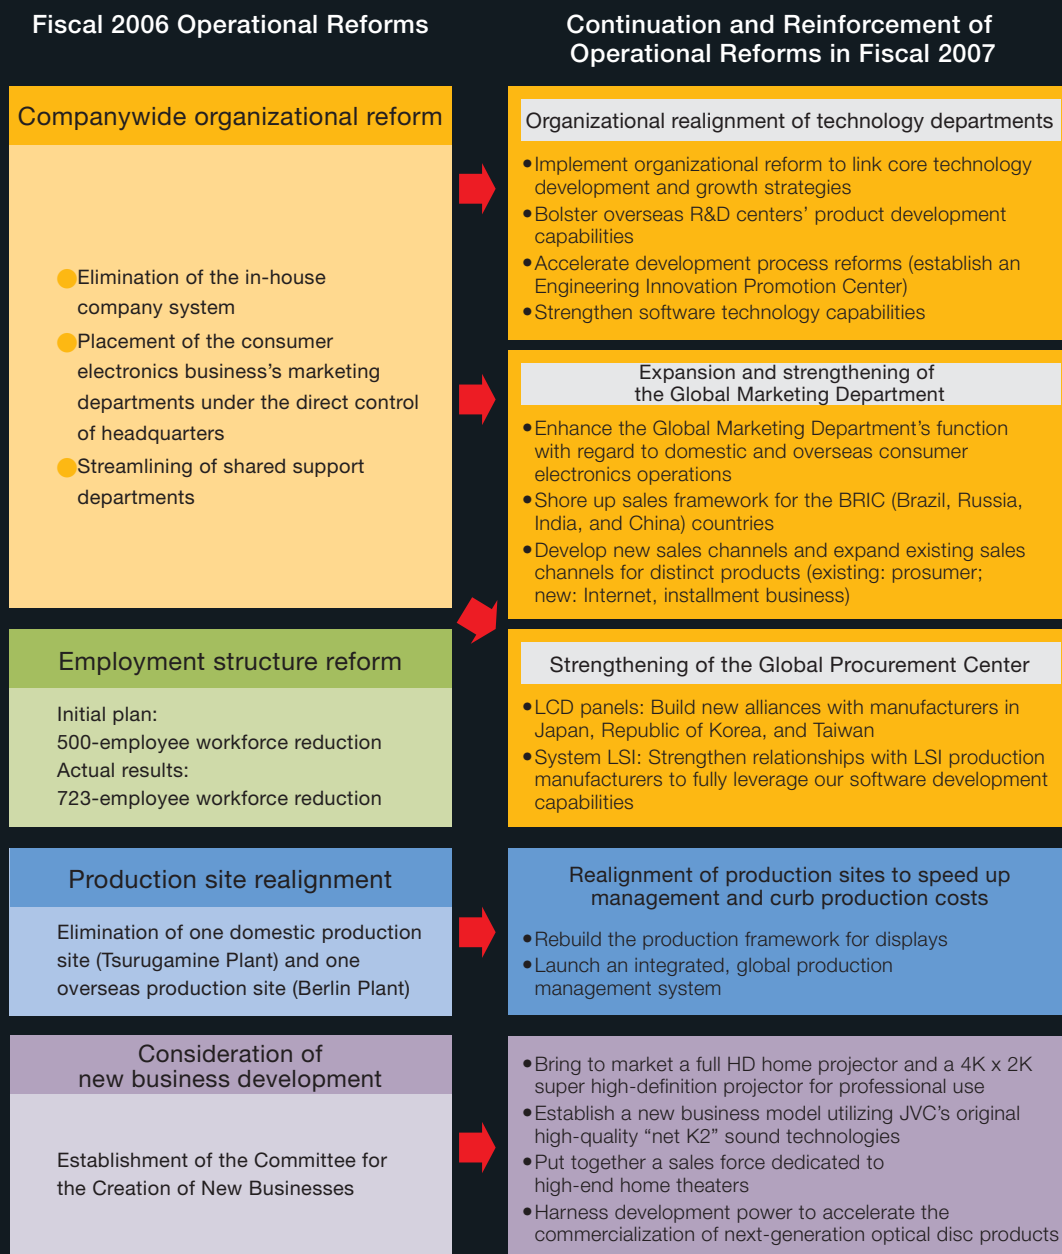 Fiscal 2006 Operational Reforms
Continuation and Reinforcement of
Operational Reforms in Fiscal 2007
Companywide organizational reform
●Elimination of the in-house
company system
●Placement of the consumer
electronics business's marketing
departments under the direct control
of headquarters
●Streamlining of shared support
departments
Organizational realignment of technology departments
•Implement organizational reform to link core technology
development and growth strategies
•Bolster overseas R&D centers' product development
capabilities
•Accelerate development process reforms (establish an
Engineering Innovation Promotion Center)
•Strengthen software technology capabilities
Expansion and strengthening of
the Global Marketing Department
•Enhance the Global Marketing Department's function
with regard to domestic and overseas consumer
electronics operations
•Shore up sales framework for the BRIC (Brazil, Russia,
India, and China) countries
•Develop new sales channels and expand existing sales
channels for distinct products (existing: prosumer;
new: Internet, installment business)
Employment structure reform
Initial plan:
500-employee workforce reduction
Actual results:
723-employee workforce reduction
Strengthening of the Global Procurement Center
•LCD panels: Build new alliances with manufacturers in
Japan, Republic of Korea, and Taiwan
•System LSI: Strengthen relationships with LSI production
manufacturers to fully leverage our software development
capabilities
Production site realignment
Elimination of one domestic production
site (Tsurugamine Plant) and one
overseas production site (Berlin Plant)
Realignment of production sites to speed up
management and curb production costs
•Rebuild the production framework for displays
•Launch an integrated, global production
management system
Consideration of
new business development
Establishment of the Committee for
the Creation of New Businesses
•Bring to market a full HD home projector and a 4K x 2K
super high-definition projector for professional use
•Establish a new business model utilizing JVC's original
high-quality “net K2” sound technologies
•Put together a sales force dedicated to
high-end home theaters
•Harness development power to accelerate the
commercialization of next-generation optical disc products